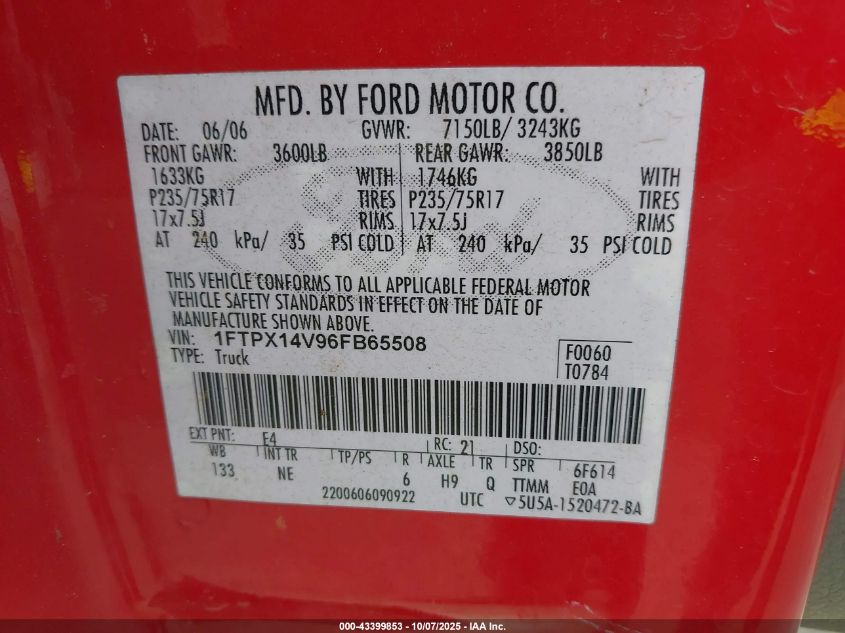 MFD. BY FORD MOTOR CO.
DATE: 06/06 GVWR: 7150LB/ 3243KG
FRONT GAWR: 3600LB REAR GAWR: 3850LB
1633KG WITH 1746KG WITH
P235/75R17 TIRES P235/75R17 TIRES
17x7.5J RIMS 17x7.5J RIMS
AT 240 kPa/ 35 PSI COLD AT 240 kPa/ 35 PSI COLD
THIS VEHICLE CONFORMS TO ALL APPLICABLE FEDERAL MOTOR
VEHICLE SAFETY STANDARDS IN EFFECT ON THE DATE OF
MANUFACTURE SHOWN ABOVE.
VIN: 1FTPX14V96FB65508 F0060
TYPE: Truck T0784
EXT PNT: E4 RC: 21 DSO:
WB INT TR TP/PS R AXLE TR SPR 6F614
133 NE 6 H9 Q TTMM E0A
2200606090922 UTC ▽5U5A-1520472-BA
000-43399853 - 10/07/2025 - IAA Inc.